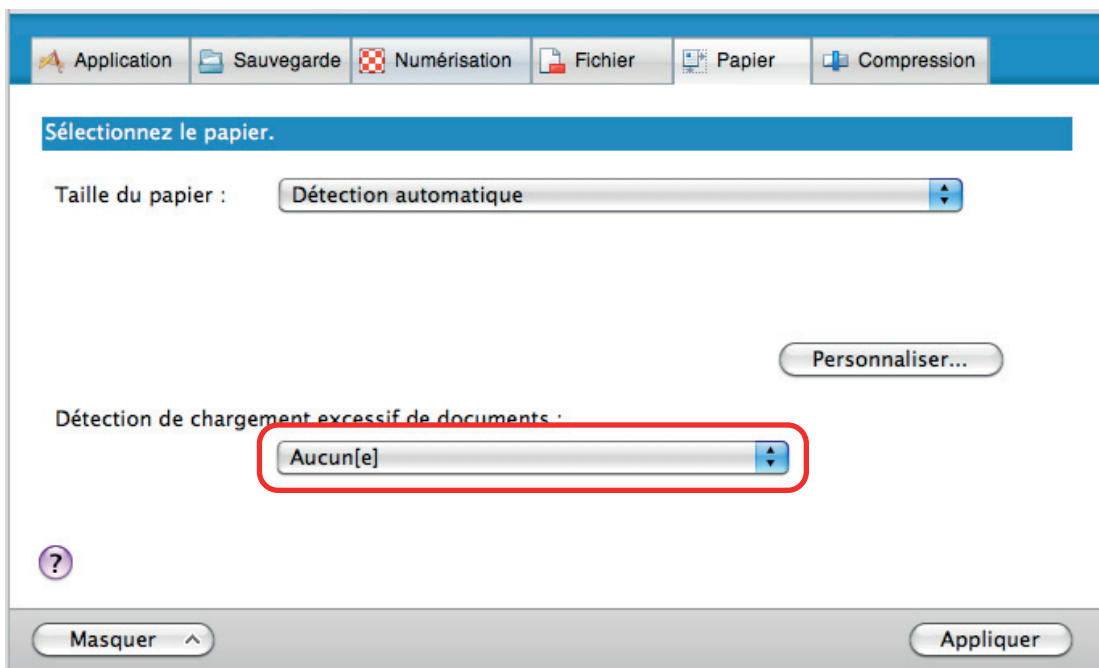 Application Sauvegarde Numérisation Fichier Papier Compression
Sélectionnez le papier.
Taille du papier : Détection automatique
Personnaliser...
Détection de chargement excessif de documents :
Aucun[e]
?
Masquer Appliquer